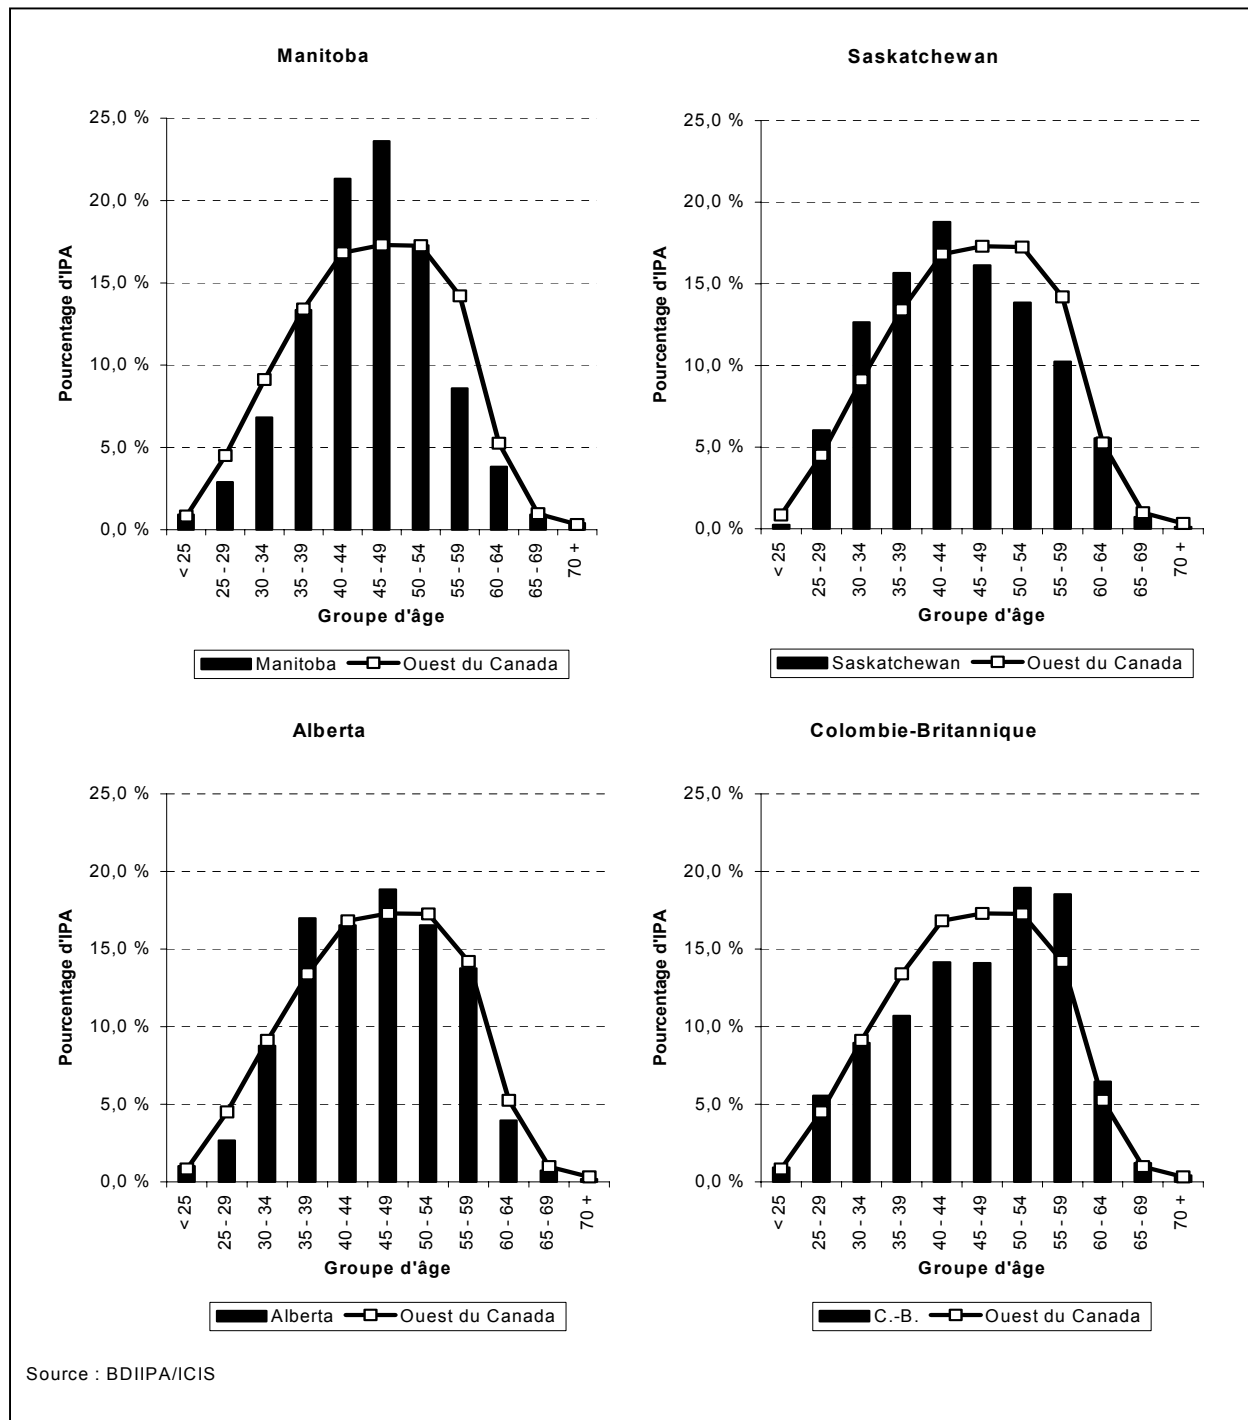 Manitoba
Pourcentage d'IPA
25,0 %
20,0 %
15,0 %
10,0 %
5,0 %
0,0 %
< 25
25 - 29
30 - 34
35 - 39
40 - 44
45 - 49
50 - 54
55 - 59
60 - 64
65 - 69
70 +
Groupe d'âge
Manitoba Ouest du Canada
Saskatchewan
Pourcentage d'IPA
25,0 %
20,0 %
15,0 %
10,0 %
5,0 %
0,0 %
< 25
25 - 29
30 - 34
35 - 39
40 - 44
45 - 49
50 - 54
55 - 59
60 - 64
65 - 69
70 +
Groupe d'âge
Saskatchewan Ouest du Canada
Alberta
Pourcentage d'IPA
25,0 %
20,0 %
15,0 %
10,0 %
5,0 %
0,0 %
< 25
25 - 29
30 - 34
35 - 39
40 - 44
45 - 49
50 - 54
55 - 59
60 - 64
65 - 69
70 +
Groupe d'âge
Alberta Ouest du Canada
Colombie-Britannique
Pourcentage d'IPA
25,0 %
20,0 %
15,0 %
10,0 %
5,0 %
0,0 %
< 25
25 - 29
30 - 34
35 - 39
40 - 44
45 - 49
50 - 54
55 - 59
60 - 64
65 - 69
70 +
Groupe d'âge
C.-B. Ouest du Canada
Source : BDIIPA/ICIS